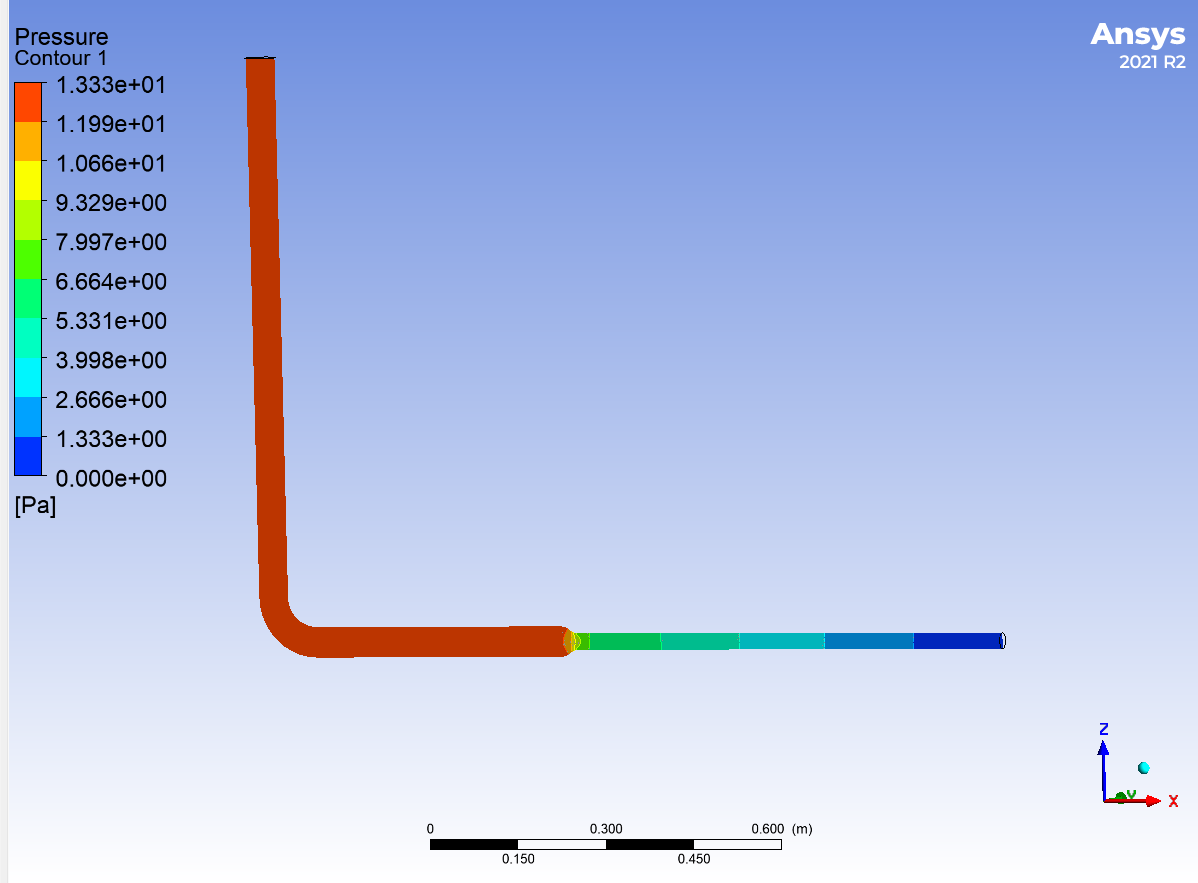 Pressure
Contour 1
1.333e+01
1.199e+01
1.066e+01
9.329e+00
7.997e+00
6.664e+00
5.331e+00
3.998e+00
2.666e+00
1.333e+00
0.000e+00
[Pa]
Ansys
2021 R2
Z
Y
X
0 0.300 0.600 (m)
0.150 0.450